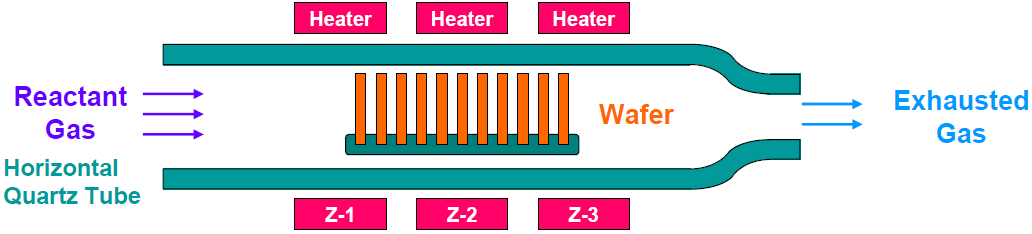 Heater Heater Heater
Reactant
Gas
Wafer
Exhausted
Gas
Horizontal
Quartz Tube
Z-1 Z-2 Z-3